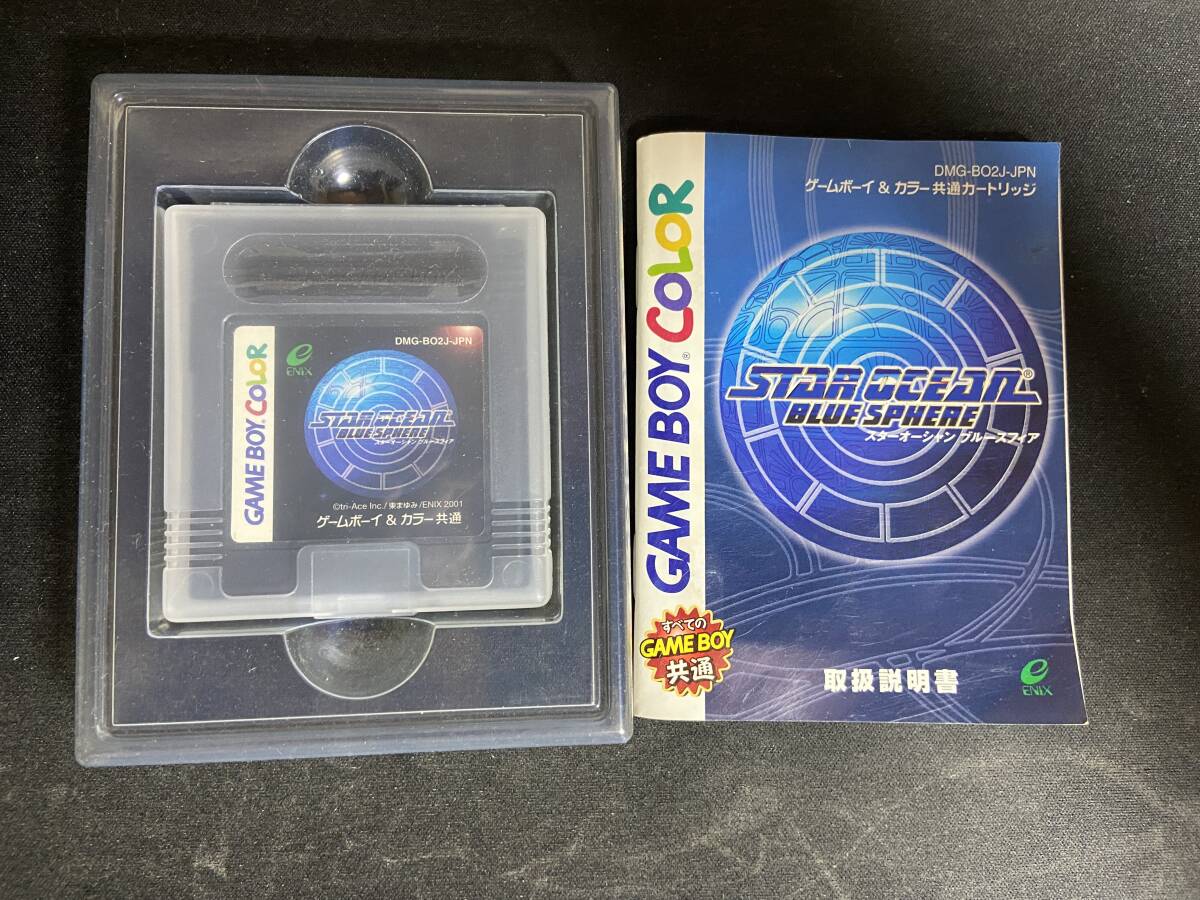 DMG-BO2J-JPN
GAME BOY COLOR
ENIX
STAR OCEAN
BLUE SPHERE
スターオーシャン ブルースフィア
©tri-Ace Inc./東まゆみ/ENIX 2001
ゲームボーイ & カラー共通
GAME BOY® COLOR
DMG-BO2J-JPN
ゲームボーイ & カラー共通カートリッジ
STAR OCEAN®
BLUE SPHERE
スターオーシャン ブルースフィア
すべての
GAME BOY
共通
取扱説明書
ENIX